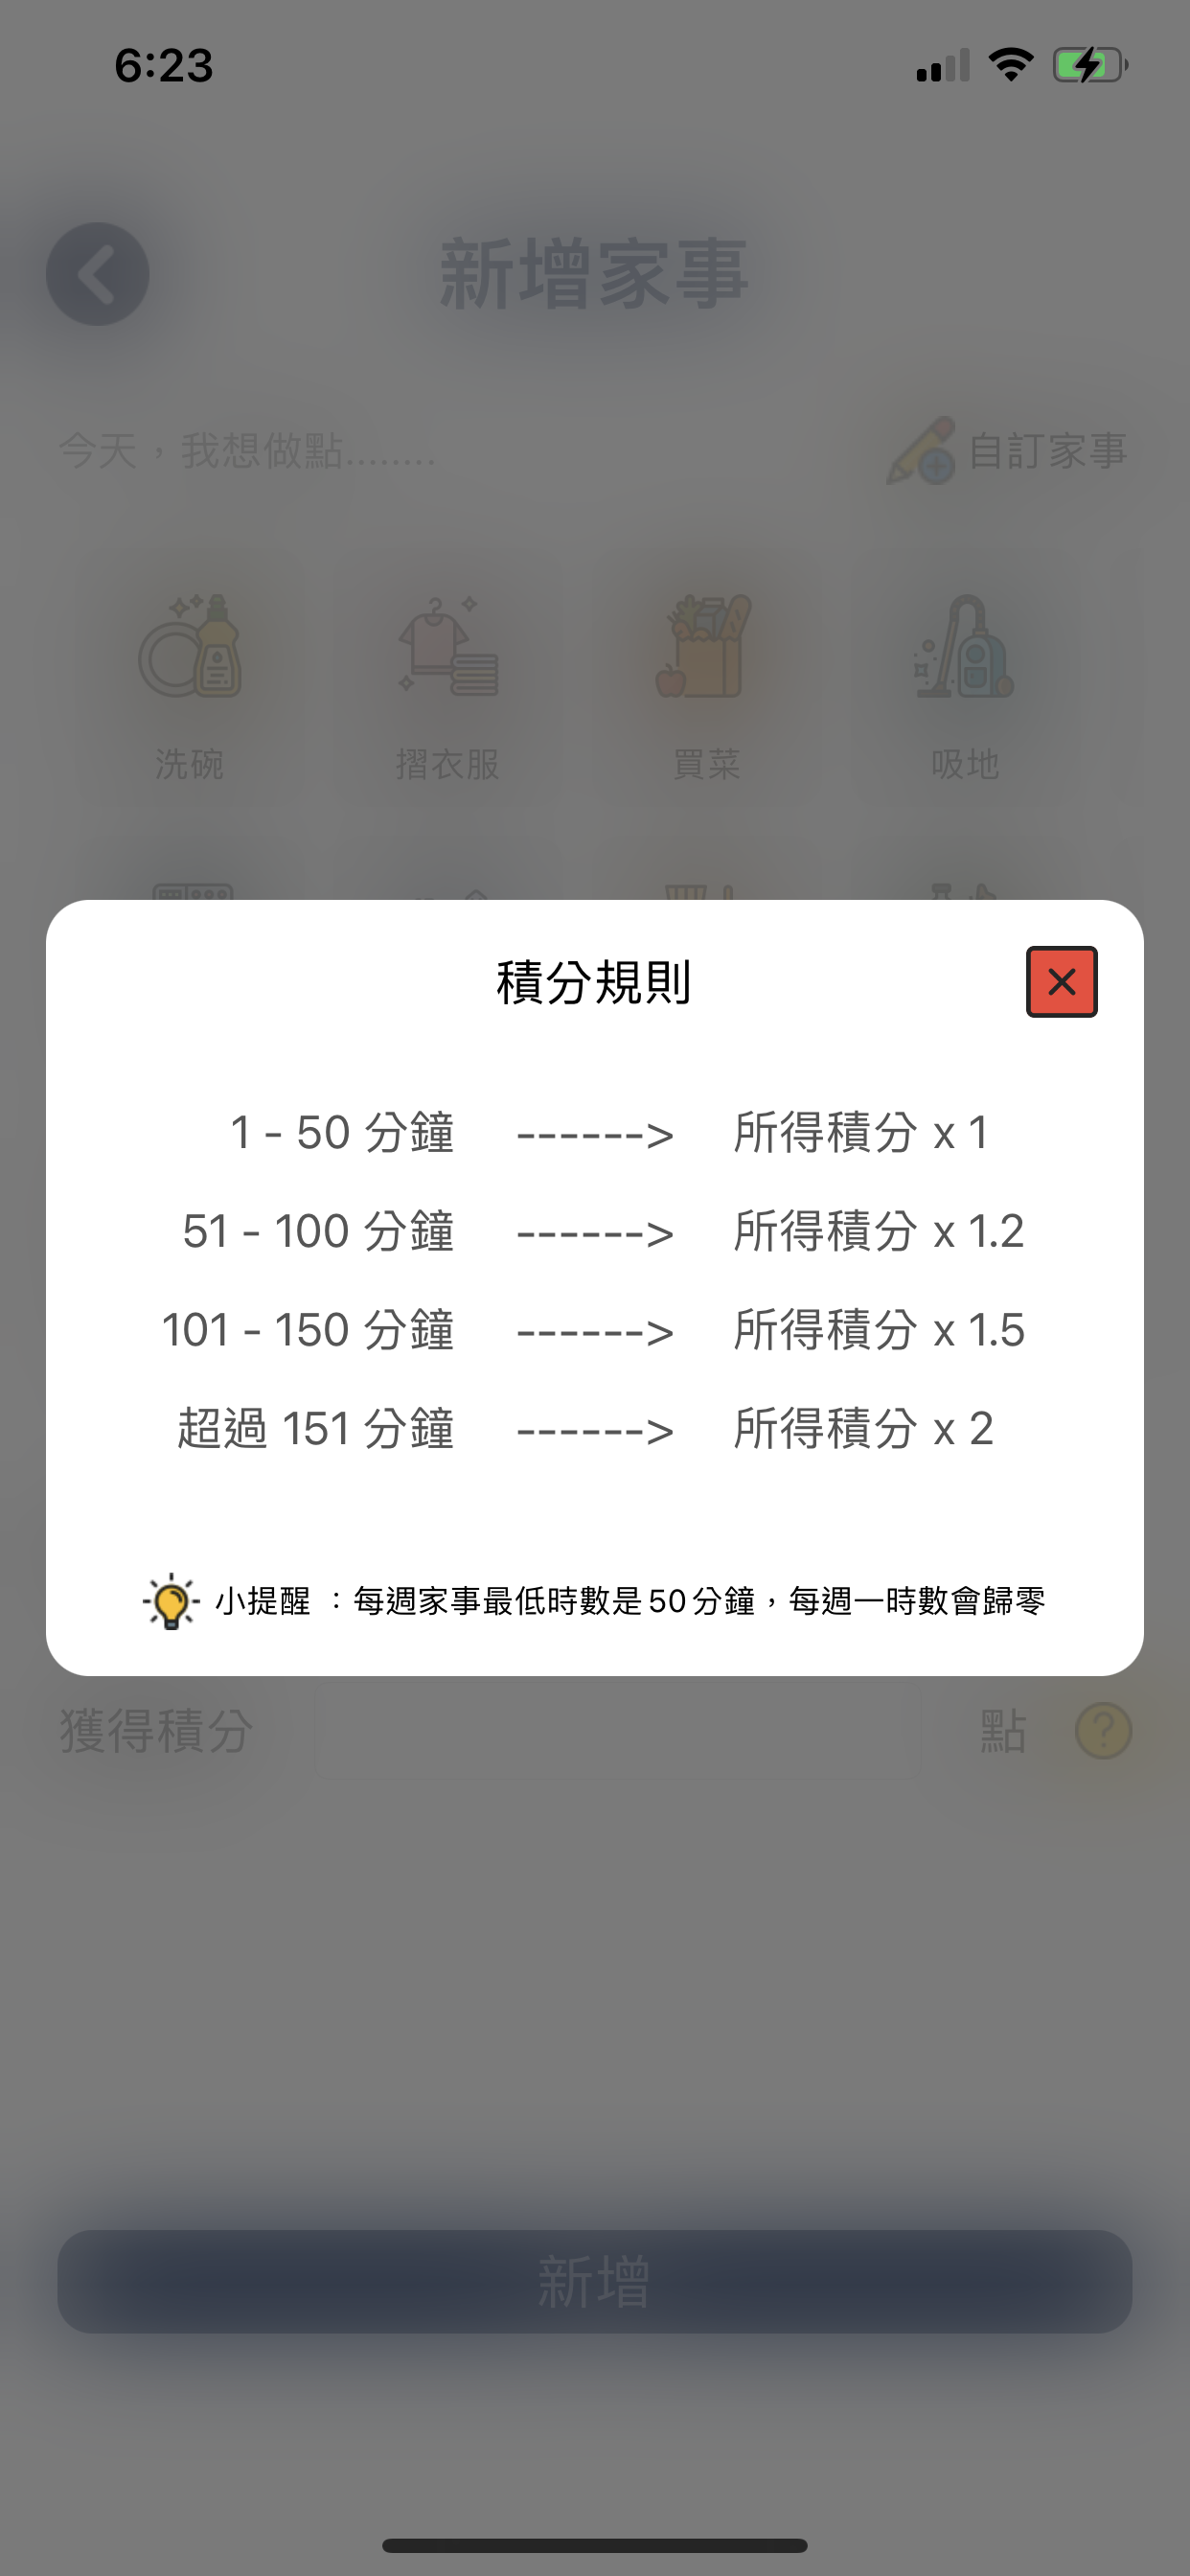 6:23
新增家事
今天，我想做點........
自訂家事
洗碗 摺衣服 買菜 吸地
積分規則
1 - 50 分鐘 ------> 所得積分 x 1
51 - 100 分鐘 ------> 所得積分 x 1.2
101 - 150 分鐘 ------> 所得積分 x 1.5
超過 151 分鐘 ------> 所得積分 x 2
小提醒 ：每週家事最低時數是 50 分鐘，每週一時數會歸零
獲得積分 點 ?
新增